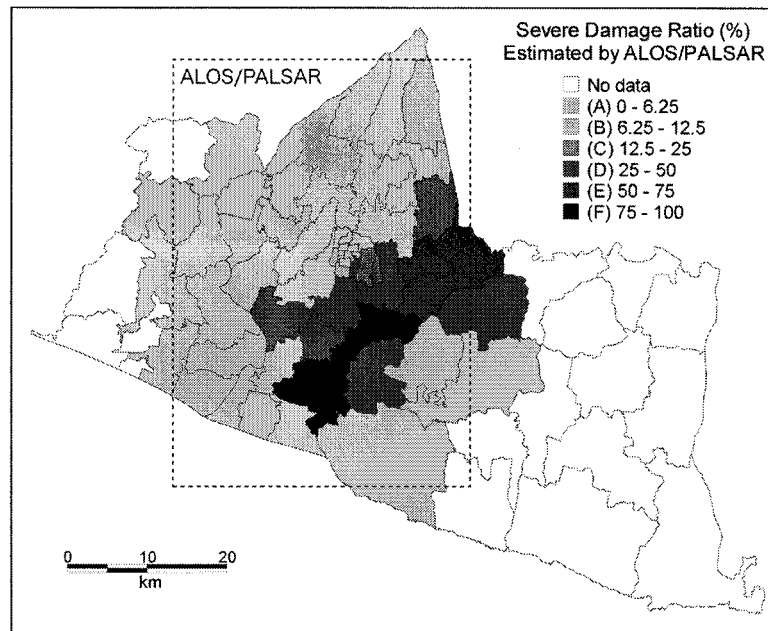 Severe Damage Ratio (%)
Estimated by ALOS/PALSAR
No data
(A) 0 - 6.25
(B) 6.25 - 12.5
(C) 12.5 - 25
(D) 25 - 50
(E) 50 - 75
(F) 75 - 100
ALOS/PALSAR
0 10 20
km